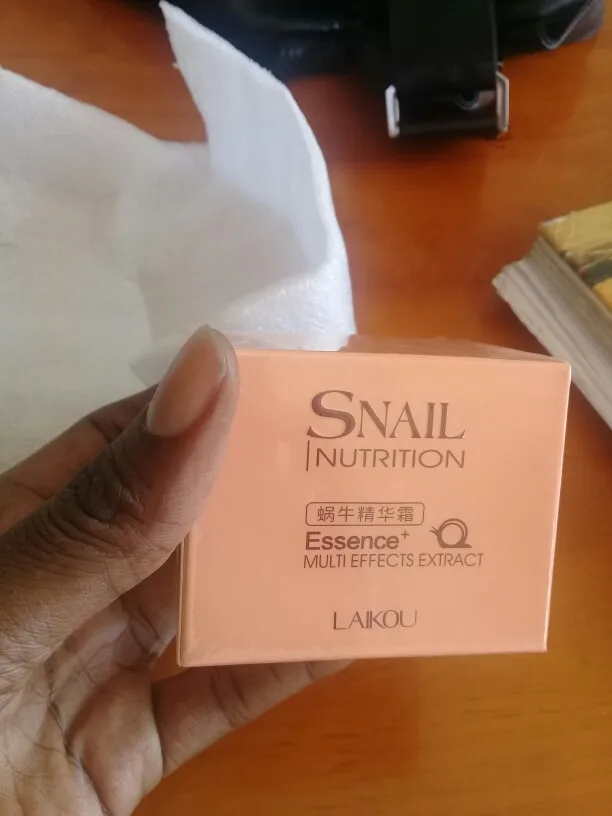 SNAIL
NUTRITION
蜗牛精华霜
Essence+
MULTI EFFECTS EXTRACT
LAIKOU